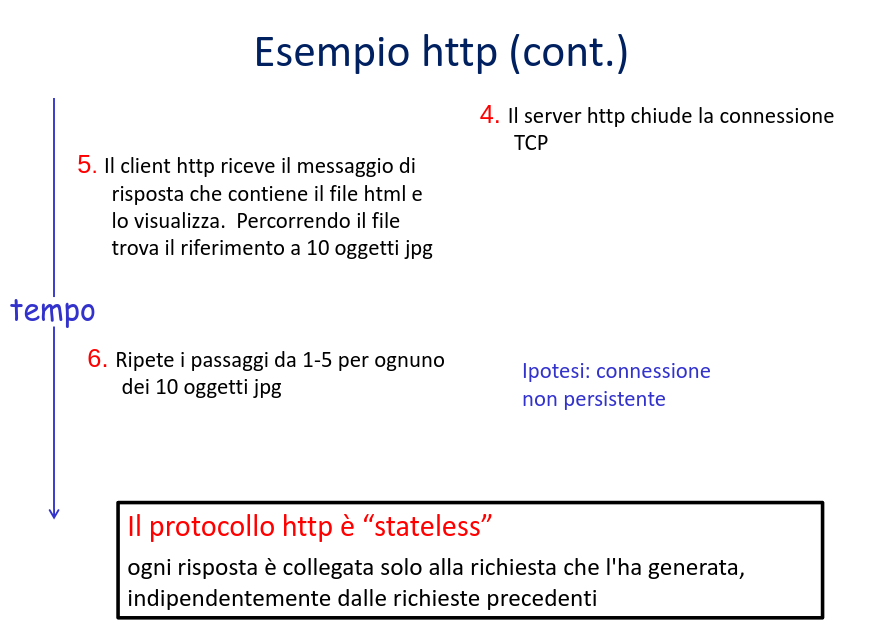 Esempio http (cont.)
4. Il server http chiude la connessione
TCP
5. Il client http riceve il messaggio di
risposta che contiene il file html e
lo visualizza.  Percorrendo il file
trova il riferimento a 10 oggetti jpg
tempo
6. Ripete i passaggi da 1-5 per ognuno
dei 10 oggetti jpg
Ipotesi: connessione
non persistente
Il protocollo http è “stateless”
ogni risposta è collegata solo alla richiesta che l'ha generata,
indipendentemente dalle richieste precedenti